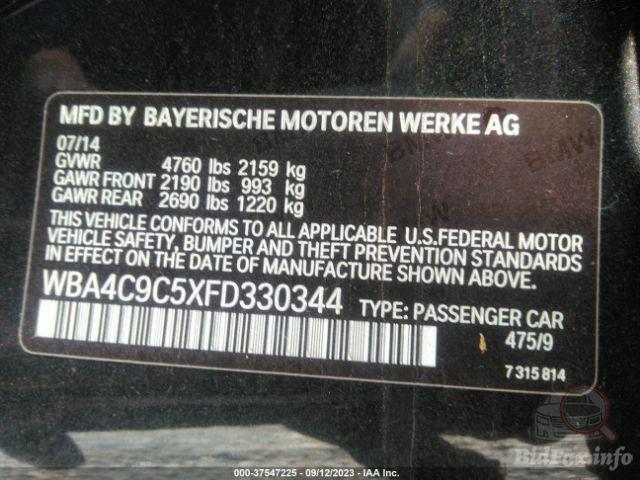 MFD BY BAYERISCHE MOTOREN WERKE AG
07/14
GVWR 4760 lbs 2159 kg
GAWR FRONT 2190 lbs 993 kg
GAWR REAR 2690 lbs 1220 kg
THIS VEHICLE CONFORMS TO ALL APPLICABLE U.S.FEDERAL MOTOR
VEHICLE SAFETY, BUMPER AND THEFT PREVENTION STANDARDS
IN EFFECT ON THE DATE OF MANUFACTURE SHOWN ABOVE.
WBA4C9C5XFD330344 TYPE: PASSENGER CAR
475/9
7 315 814
BMW
BMW
BidFax.info
000-37547225 - 09/12/2023 - IAA Inc.